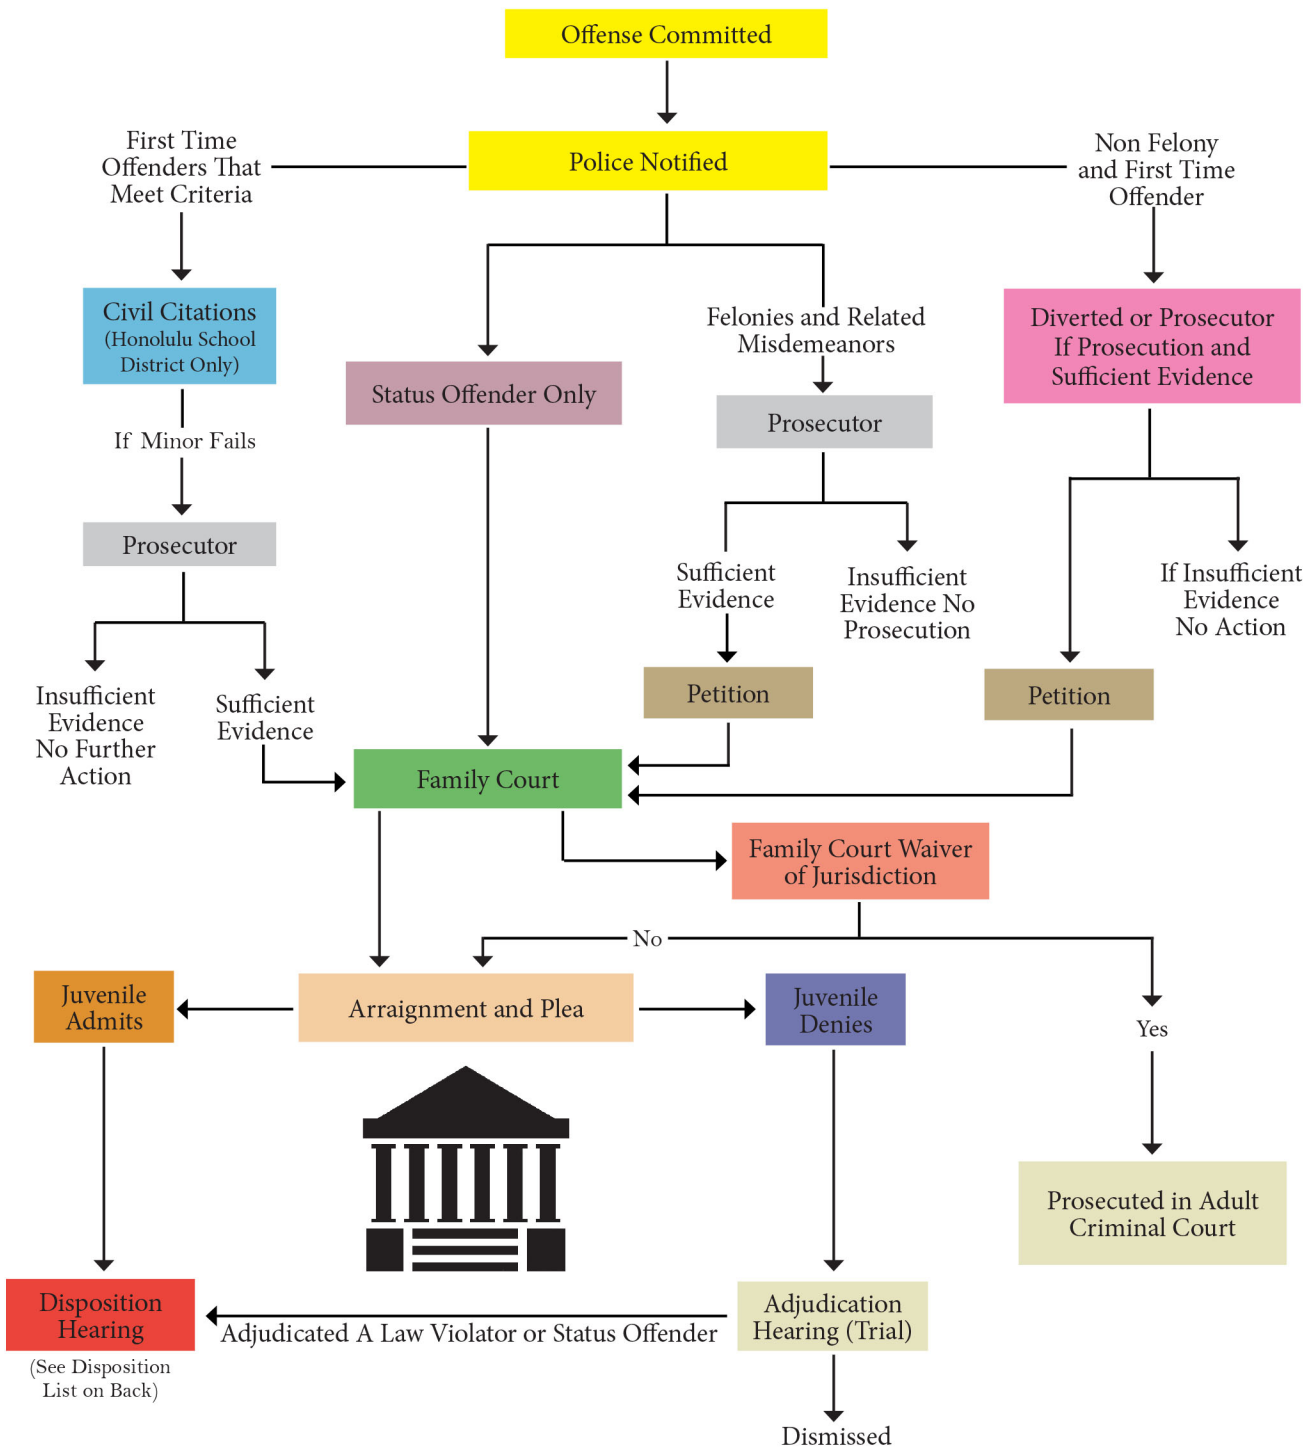 Offense Committed
Police Notified
First Time
Offenders That
Meet Criteria
Non Felony
and First Time
Offender
Civil Citations
(Honolulu School
District Only)
Status Offender Only
Felonies and Related
Misdemeanors
Diverted or Prosecutor
If Prosecution and
Sufficient Evidence
If Minor Fails
Prosecutor
Prosecutor
Sufficient
Evidence
Insufficient
Evidence No
Prosecution
If Insufficient
Evidence
No Action
Insufficient
Evidence
No Further
Action
Sufficient
Evidence
Petition
Petition
Family Court
Family Court Waiver
of Jurisdiction
No
Juvenile
Admits
Arraignment and Plea
Juvenile
Denies
Yes
Prosecuted in Adult
Criminal Court
Disposition
Hearing
(See Disposition
List on Back)
Adjudicated A Law Violator or Status Offender
Adjudication
Hearing (Trial)
Dismissed